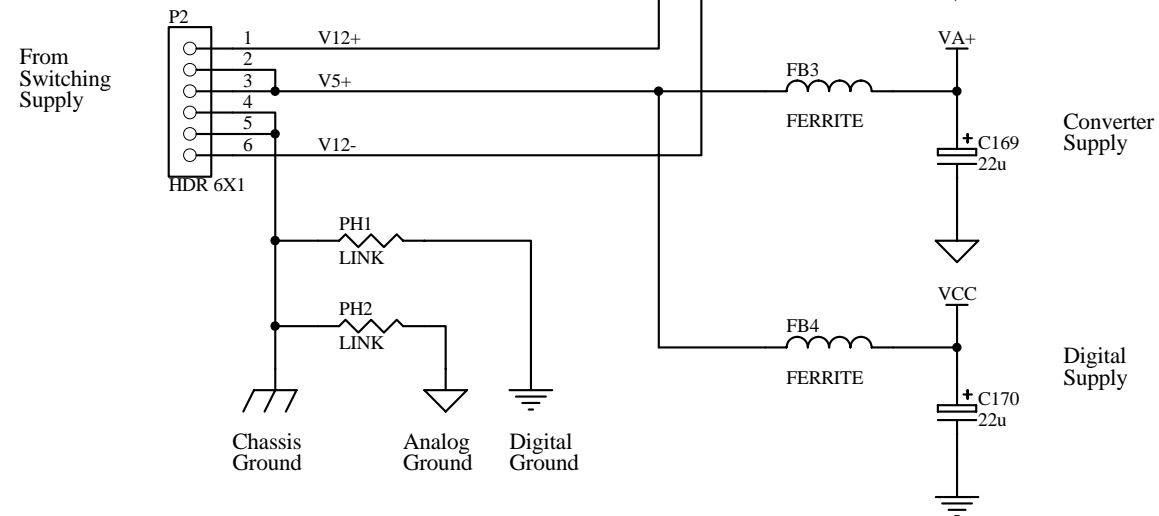 P2
From
Switching
Supply
1
V12+
2
3
V5+
4
5
6
V12-
HDR 6X1
FB3
FERRITE
VA+
+
C169
22u
Converter
Supply
PH1
LINK
PH2
LINK
Chassis
Ground
Analog
Ground
Digital
Ground
FB4
FERRITE
VCC
+
C170
22u
Digital
Supply